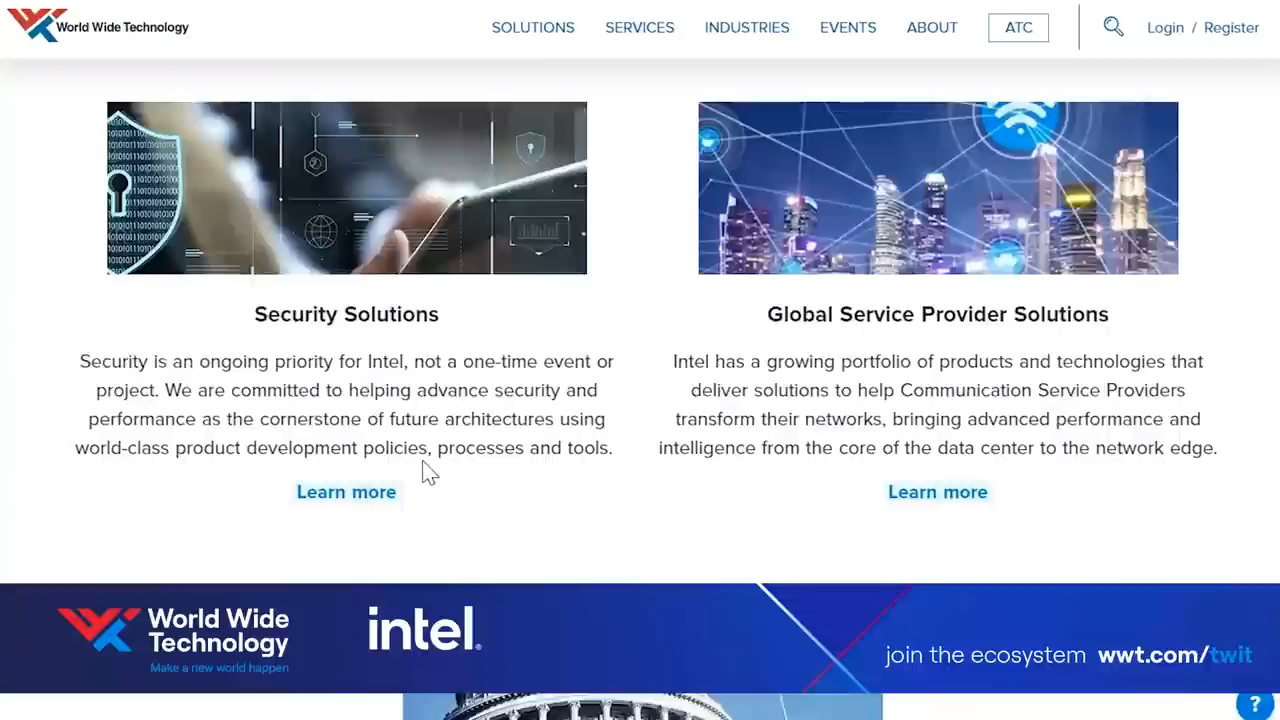 World Wide Technology
SOLUTIONS
SERVICES
INDUSTRIES
EVENTS
ABOUT
ATC
Login / Register
Security Solutions
Security is an ongoing priority for Intel, not a one-time event or
project. We are committed to helping advance security and
performance as the cornerstone of future architectures using
world-class product development policies, processes and tools.
Learn more
Global Service Provider Solutions
Intel has a growing portfolio of products and technologies that
deliver solutions to help Communication Service Providers
transform their networks, bringing advanced performance and
intelligence from the core of the data center to the network edge.
Learn more
World Wide
Technology
Make a new world happen
intel.
join the ecosystem wwt.com/twit
?